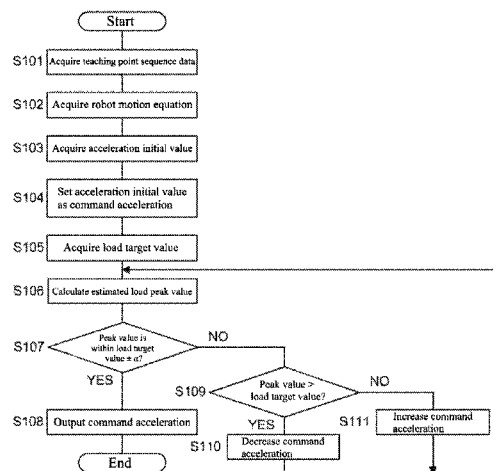 Start
S101 Acquire teaching point sequence data
S102 Acquire robot motion equation
S103 Acquire acceleration initial value
S104 Set acceleration initial value
as command acceleration
S105 Acquire load target value
S106 Calculate estimated load peak value
S107 Peak value is
within load target
value ± α?
NO
YES
S109 Peak value >
load target value?
NO
YES
S108 Output command acceleration
S110 Decrease command
acceleration
S111 Increase command
acceleration
End